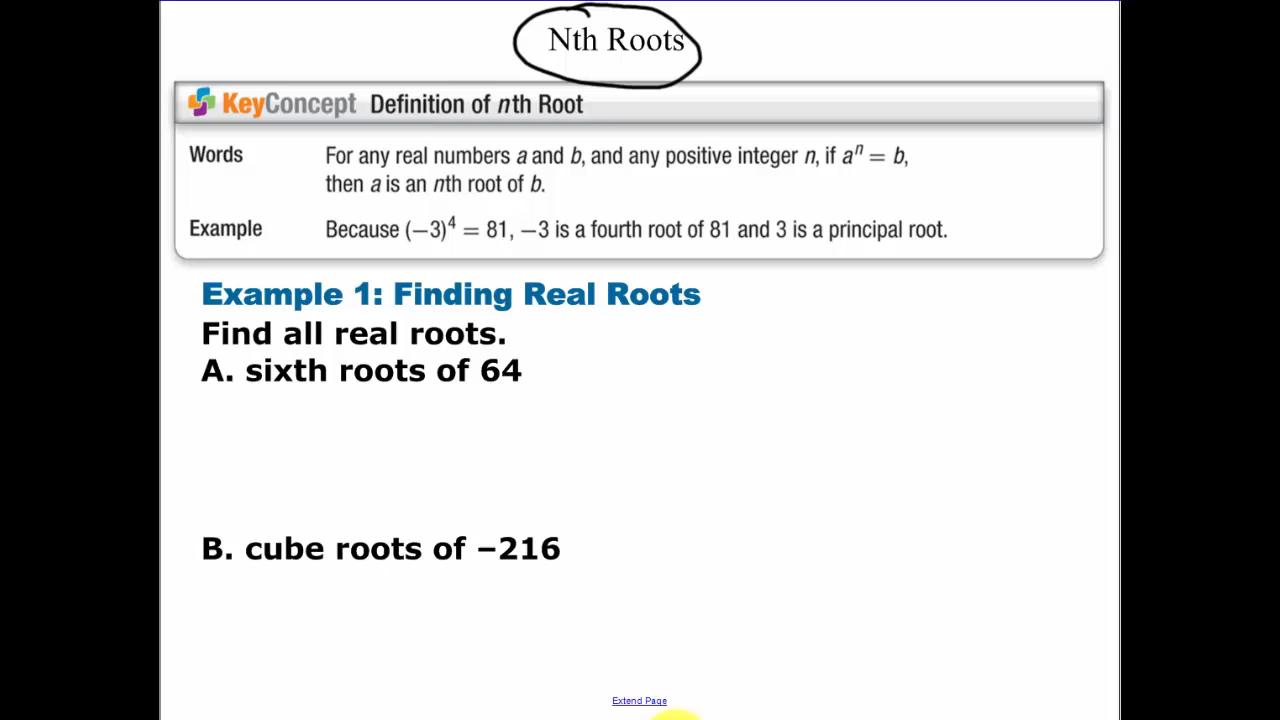 Nth Roots
KeyConcept Definition of nth Root
Words For any real numbers a and b, and any positive integer n, if aⁿ = b,
then a is an nth root of b.
Example Because (−3)⁴ = 81, −3 is a fourth root of 81 and 3 is a principal root.
Example 1: Finding Real Roots
Find all real roots.
A. sixth roots of 64
B. cube roots of –216
Extend Page